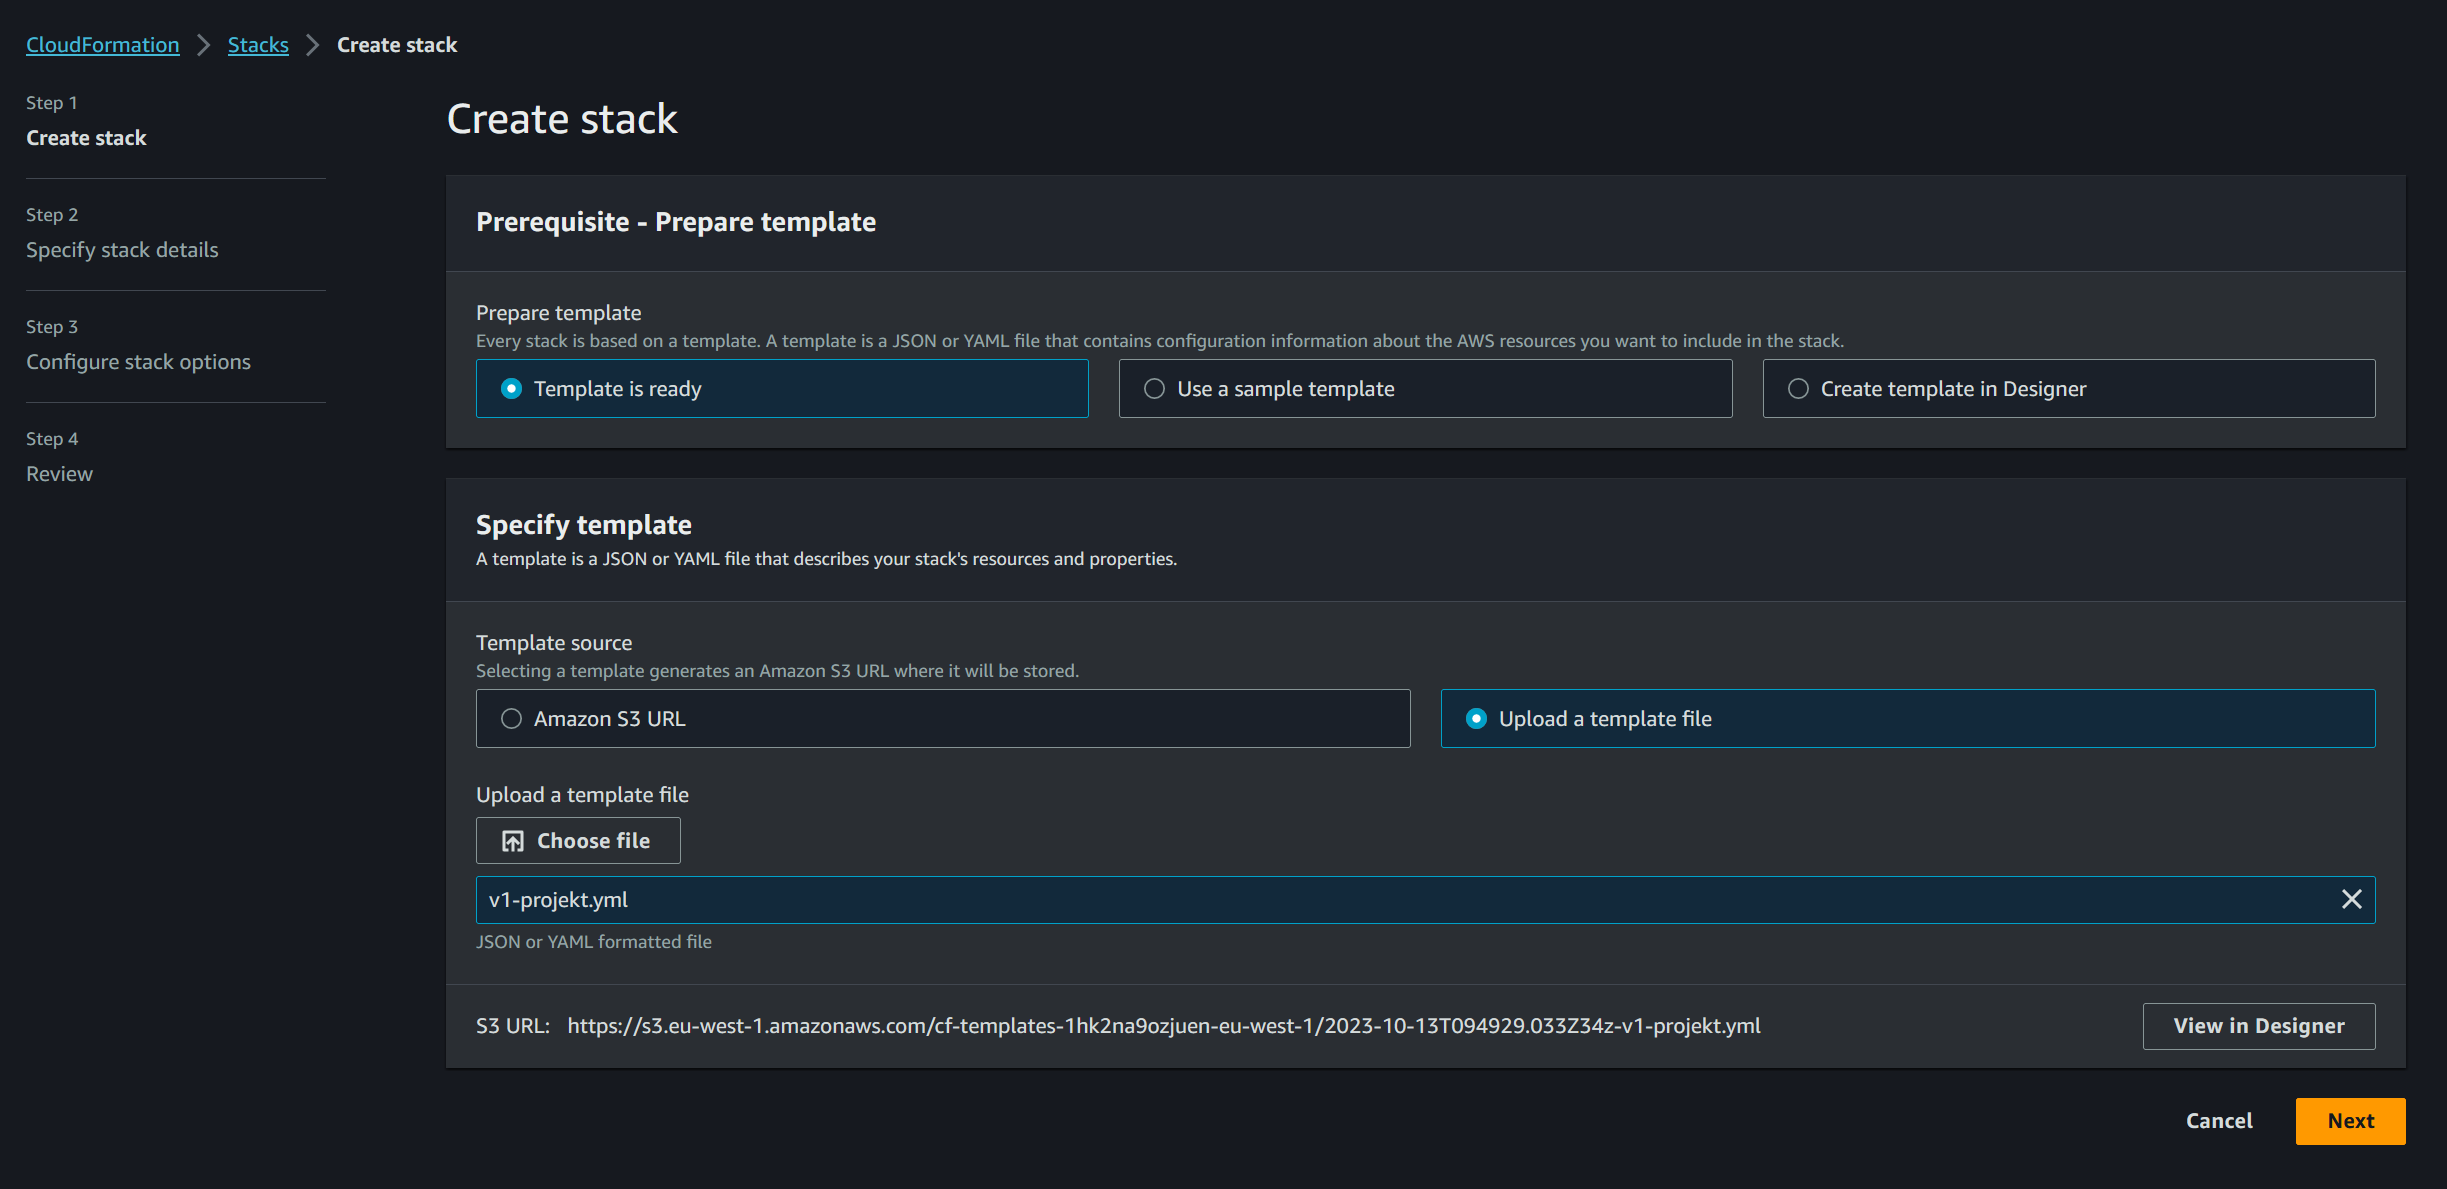 CloudFormation > Stacks > Create stack
Step 1
Create stack
Step 2
Specify stack details
Step 3
Configure stack options
Step 4
Review
Create stack
Prerequisite - Prepare template
Prepare template
Every stack is based on a template. A template is a JSON or YAML file that contains configuration information about the AWS resources you want to include in the stack.
Template is ready
Use a sample template
Create template in Designer
Specify template
A template is a JSON or YAML file that describes your stack's resources and properties.
Template source
Selecting a template generates an Amazon S3 URL where it will be stored.
Amazon S3 URL
Upload a template file
Upload a template file
Choose file
v1-projekt.yml
JSON or YAML formatted file
S3 URL: https://s3.eu-west-1.amazonaws.com/cf-templates-1hk2na9ozjuen-eu-west-1/2023-10-13T094929.033Z34z-v1-projekt.yml
View in Designer
Cancel
Next